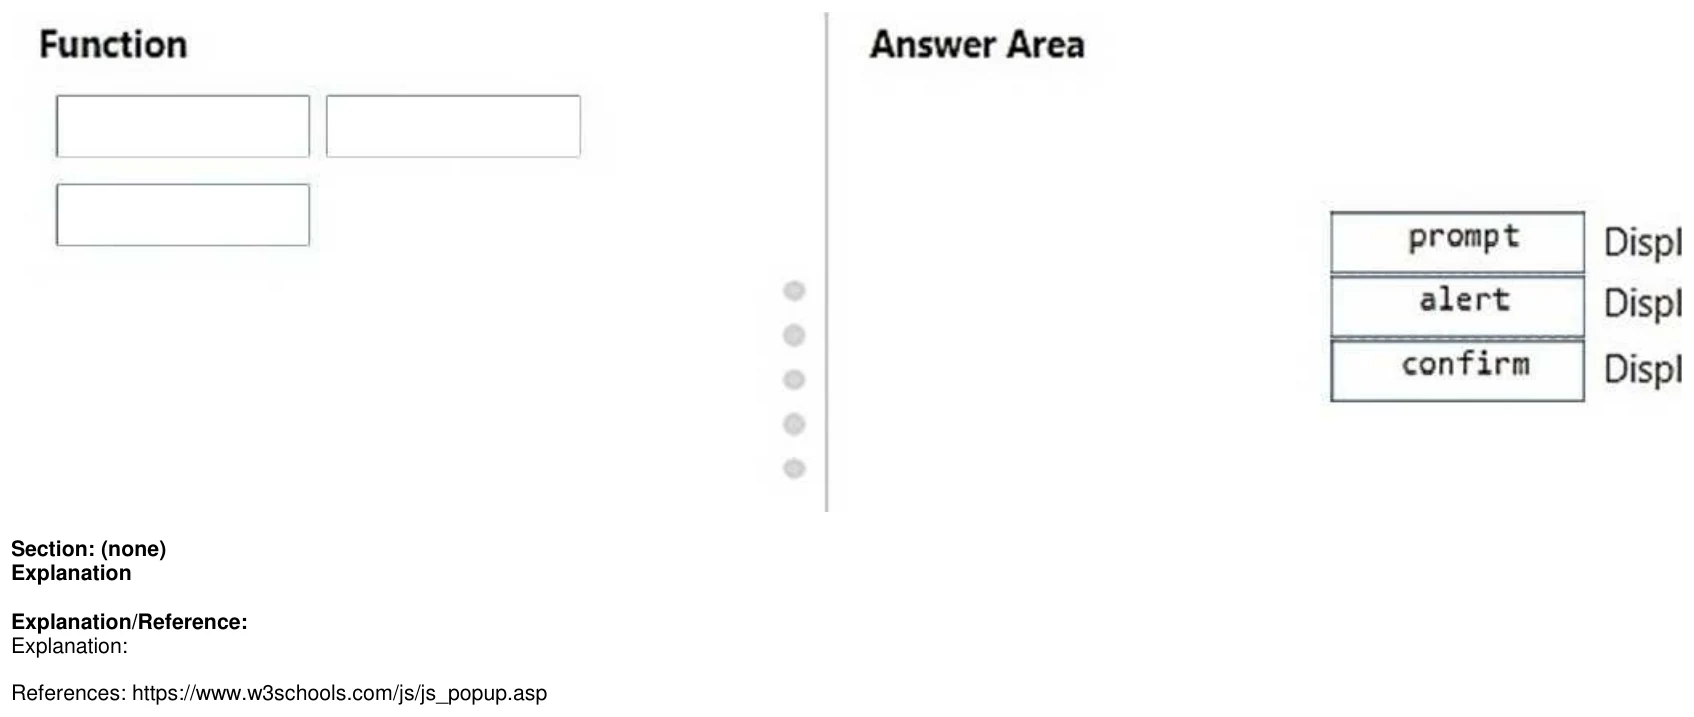 Function
Answer Area
prompt Displ
alert Displ
confirm Displ
Section: (none)
Explanation
Explanation/Reference:
Explanation:
References: https://www.w3schools.com/js/js_popup.asp